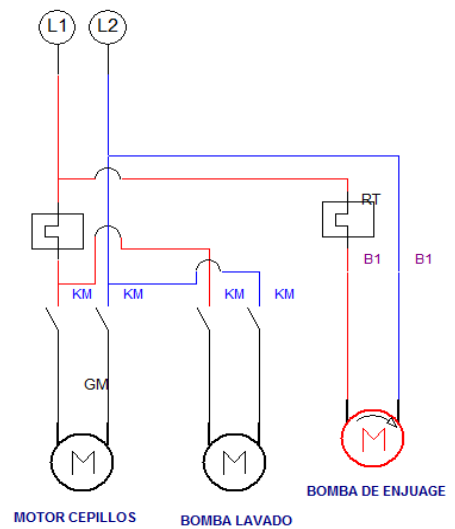 L1 L2
RT
B1 B1
KM KM KM KM
GM
M M M
MOTOR CEPILLOS BOMBA LAVADO BOMBA DE ENJUAGE